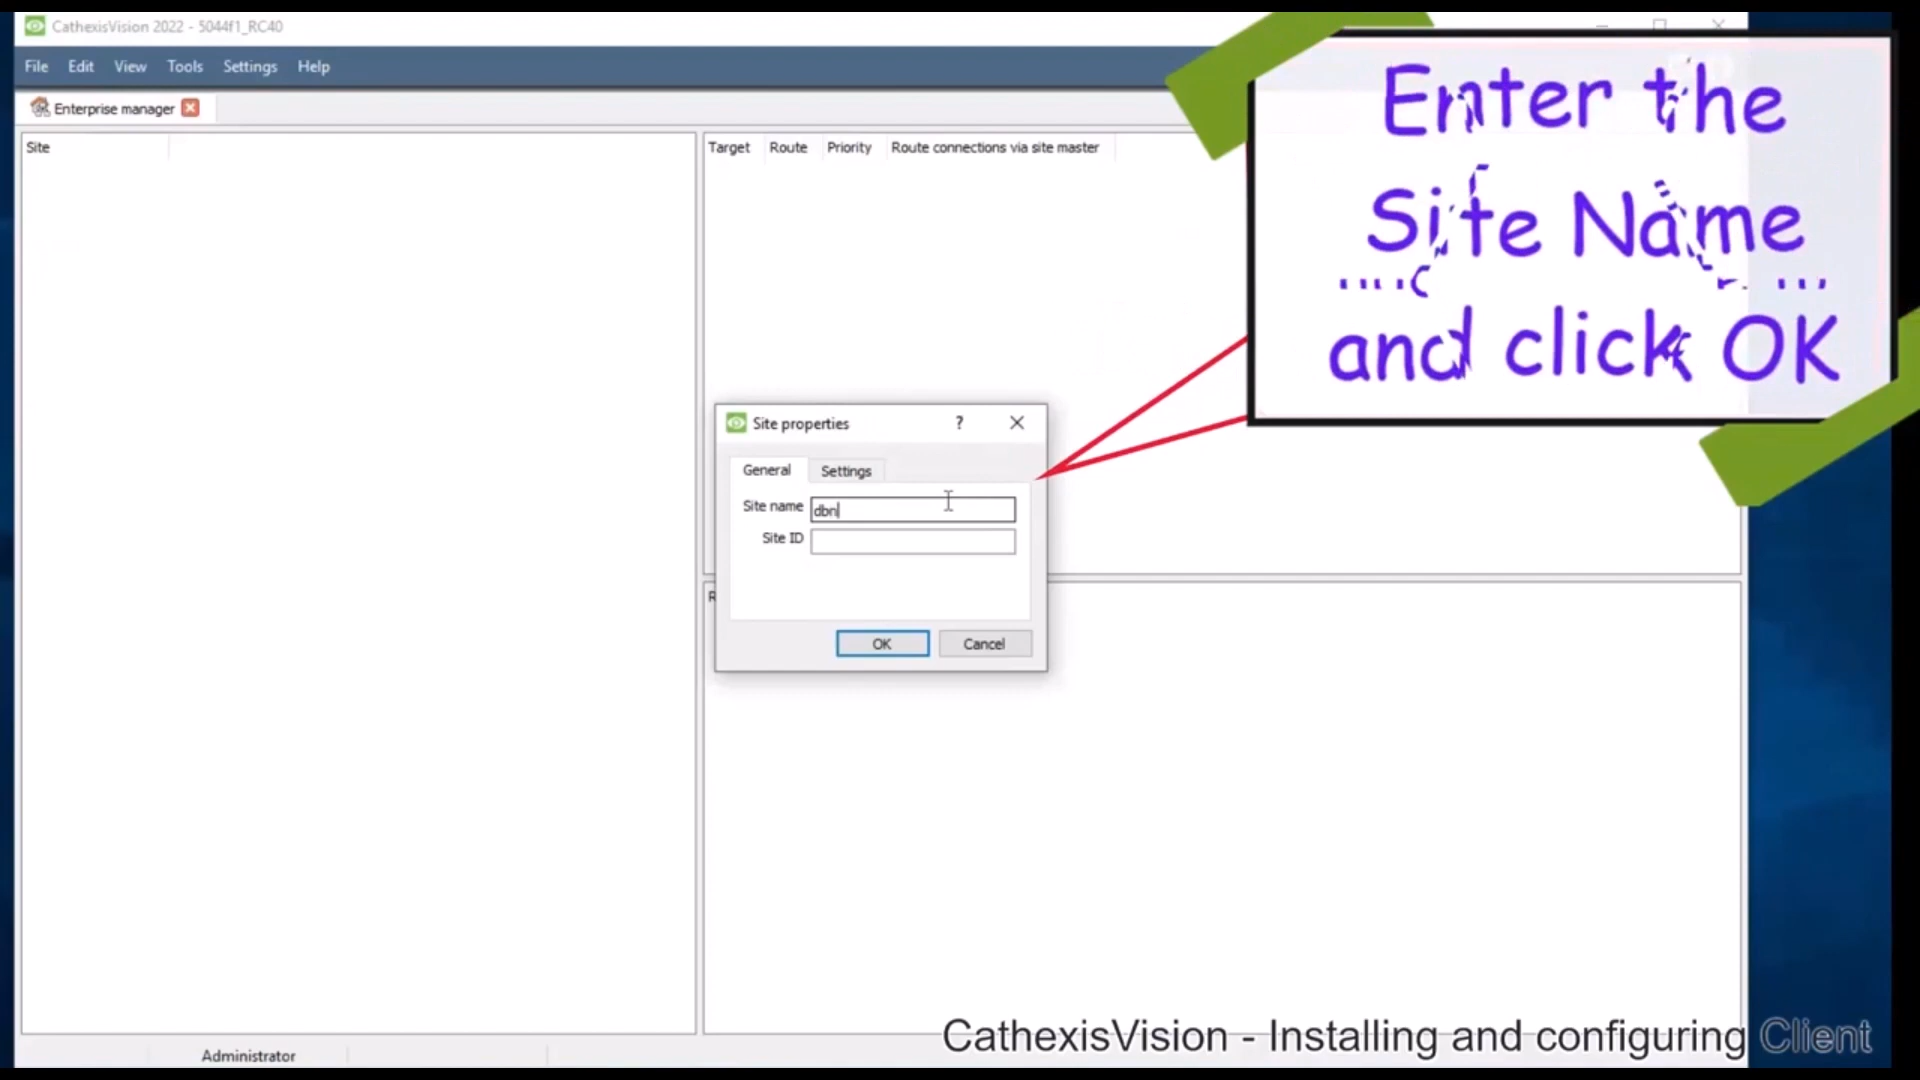 CathexisVision 2022 - 5044f1_RC40
File Edit View Tools Settings Help
Enterprise manager
Site
Target Route Priority Route connections via site master
Enter the
Site Name
and click OK
Site properties ?
General Settings
Site name dbn
Site ID
R
OK Cancel
CathexisVision - Installing and configuring Client
Administrator